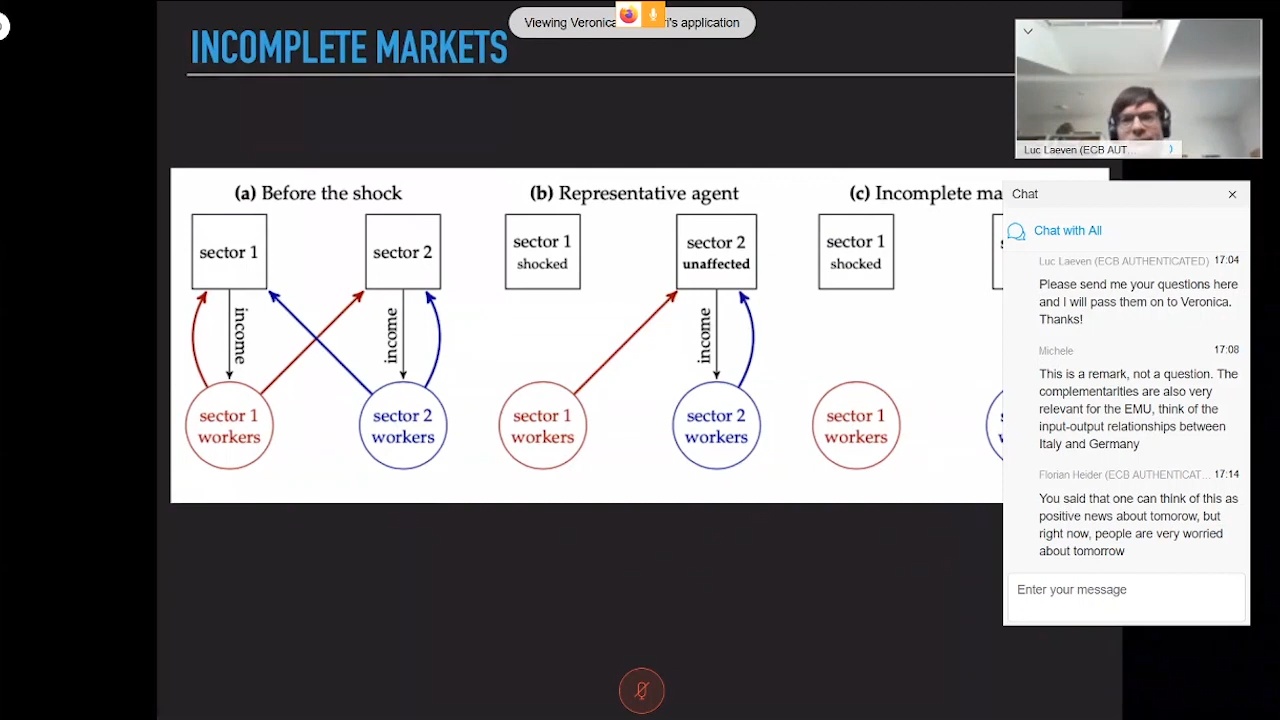 Viewing Veronica
i's application
INCOMPLETE MARKETS
(a) Before the shock
sector 1
sector 2
income
income
sector 1
workers
sector 2
workers
(b) Representative agent
sector 1
shocked
sector 2
unaffected
income
sector 1
workers
sector 2
workers
(c) Incomplete ma
sector 1
shocked
sector 1
workers
Luc Laeven (ECB AUT...
Chat
Chat with All
Luc Laeven (ECB AUTHENTICATED) 17:04
Please send me your questions here
and I will pass them on to Veronica.
Thanks!
Michele 17:08
This is a remark, not a question. The
complementarities are also very
relevant for the EMU, think of the
input-output relationships between
Italy and Germany
Florian Heider (ECB AUTHENTICAT... 17:14
You said that one can think of this as
positive news about tomorow, but
right now, people are very worried
about tomorrow
Enter your message